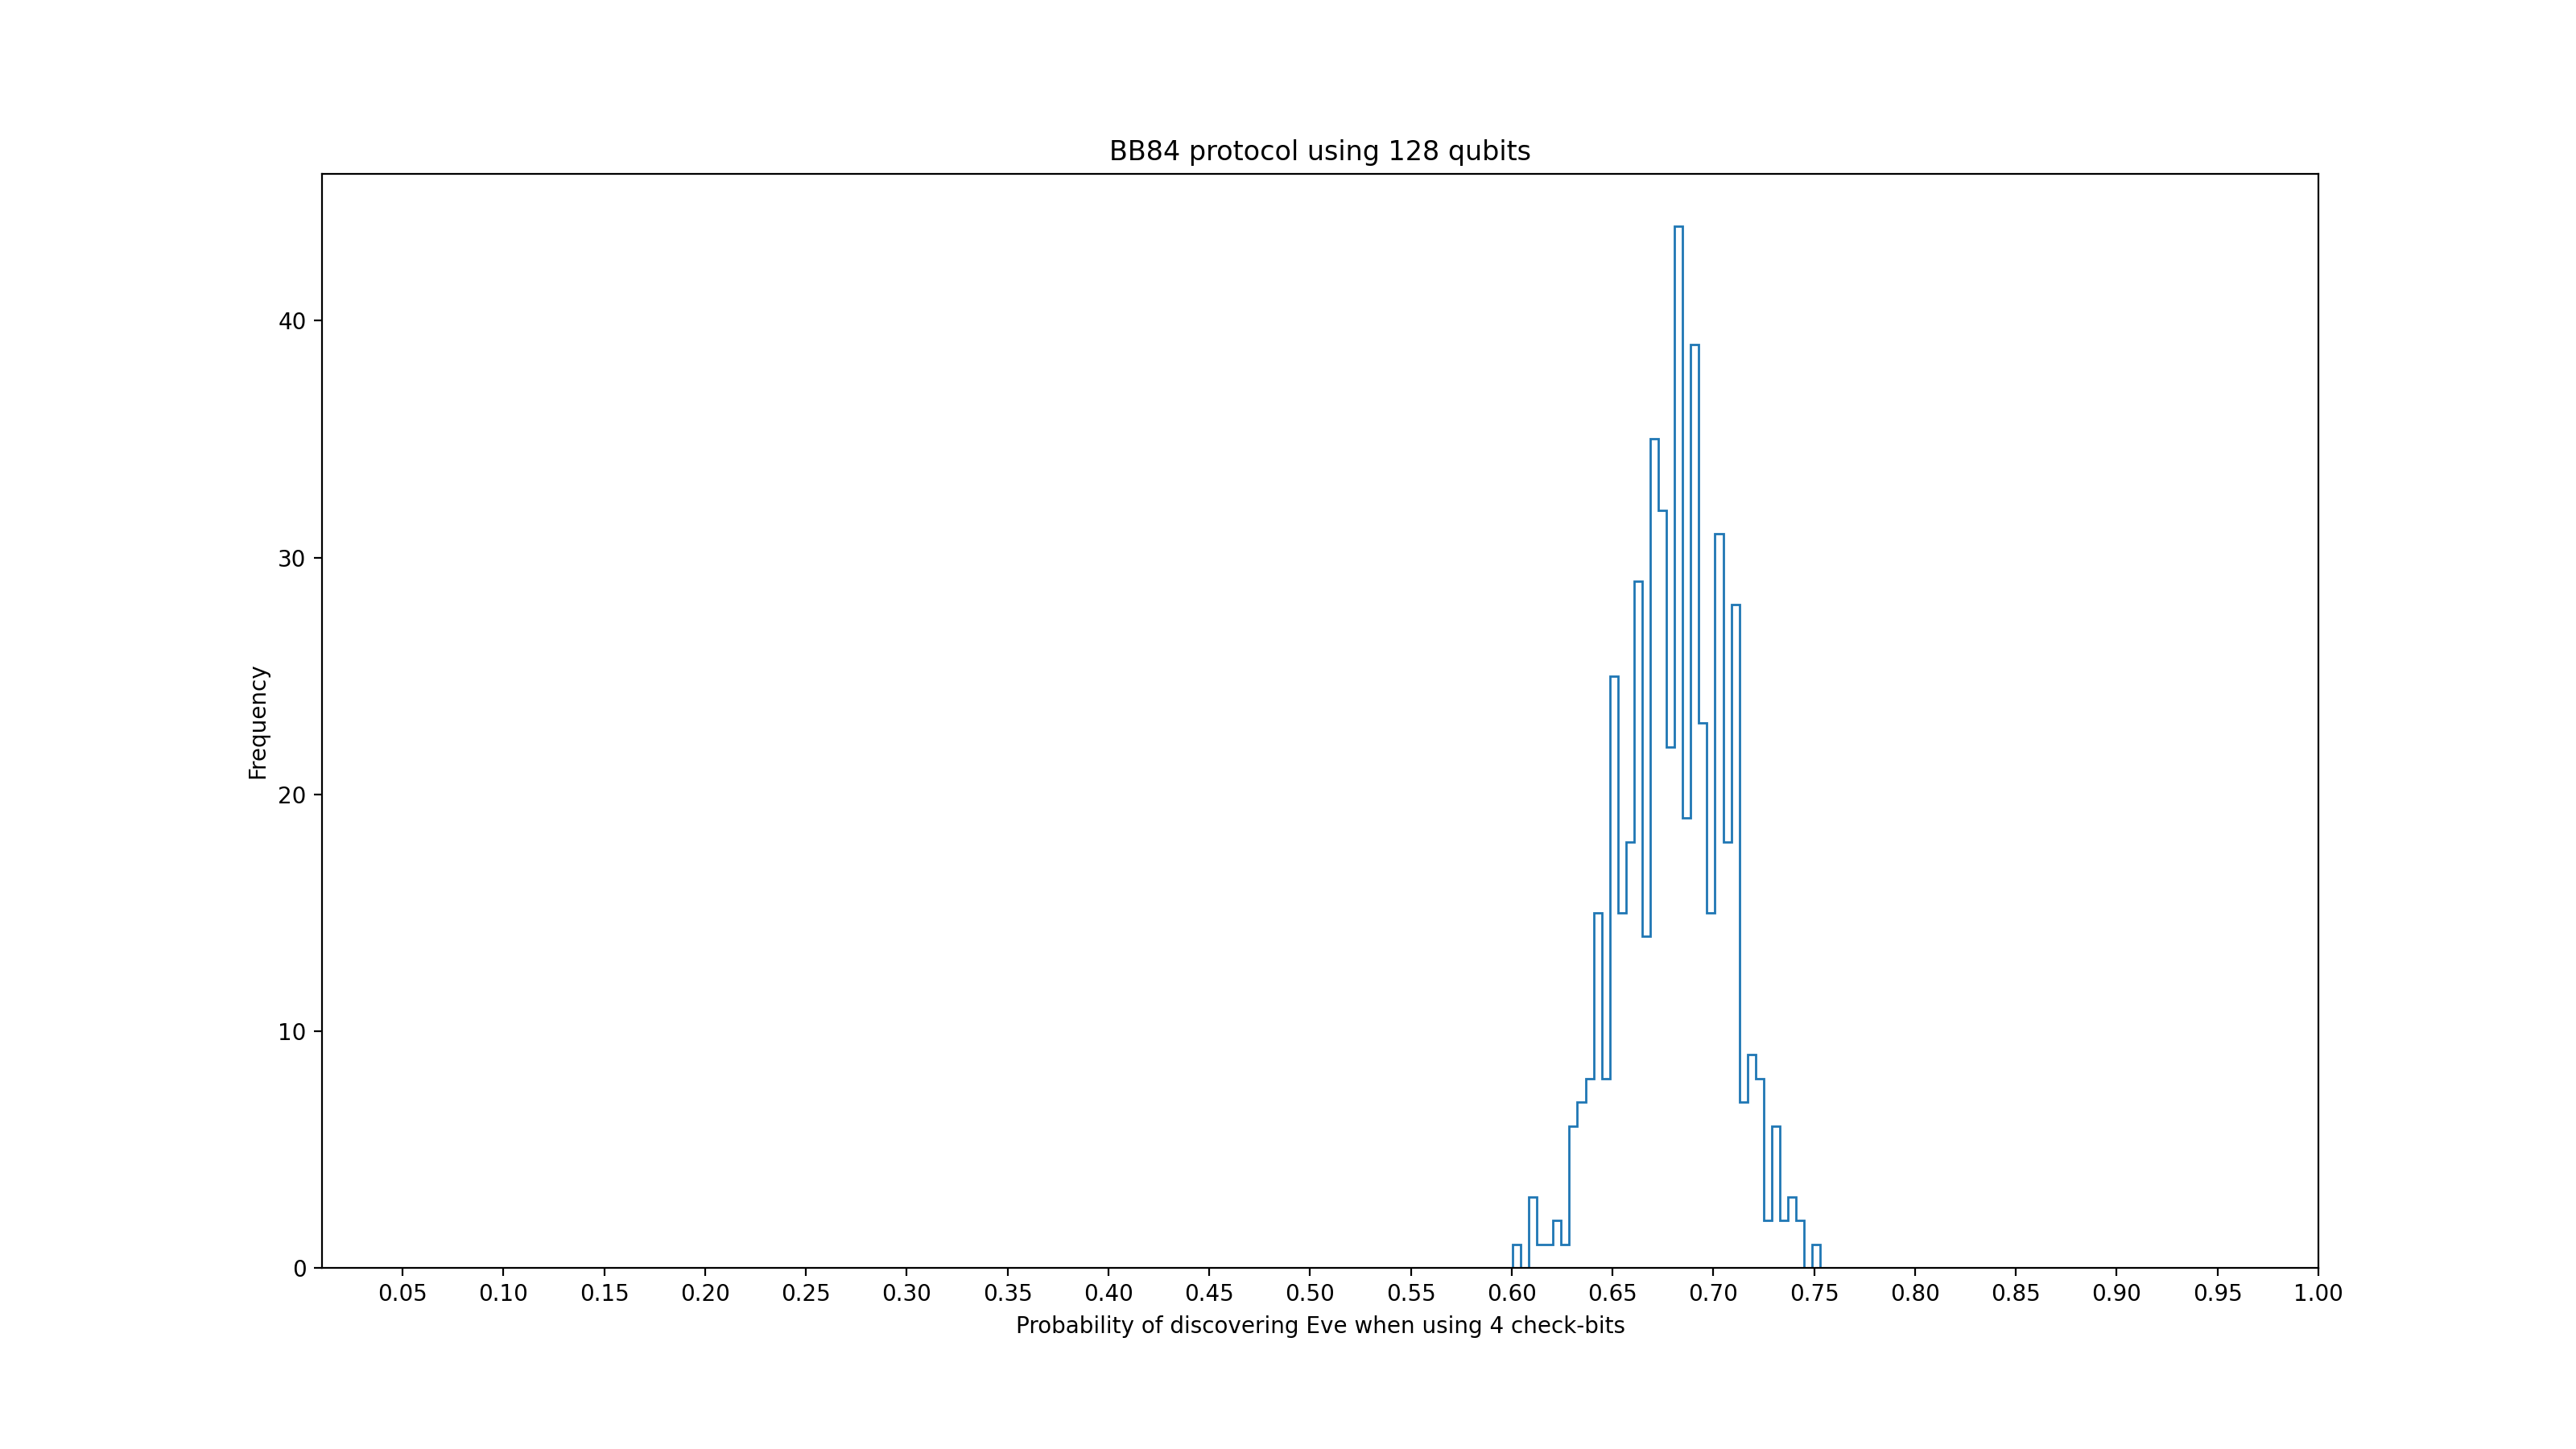 BB84 protocol using 128 qubits
Frequency
40
30
20
10
0
0.05 0.10 0.15 0.20 0.25 0.30 0.35 0.40 0.45 0.50 0.55 0.60 0.65 0.70 0.75 0.80 0.85 0.90 0.95 1.00
Probability of discovering Eve when using 4 check-bits